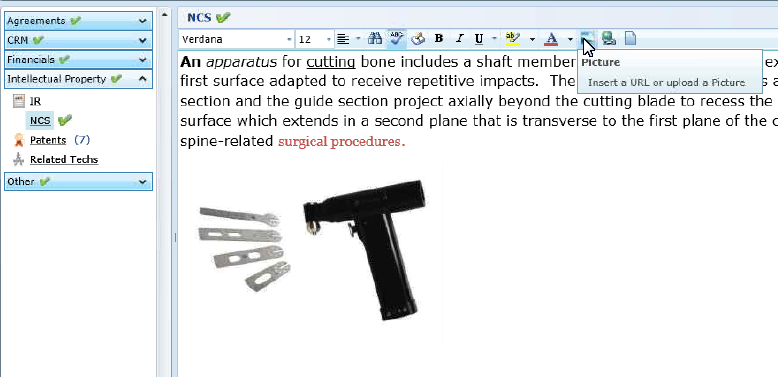 Agreements
CRM
Financials
Intellectual Property
IR
NCS
Patents (7)
Related Techs
Other
NCS
Verdana 12 ABC B I U ab A
Picture
Insert a URL or upload a Picture
An apparatus for cutting bone includes a shaft member ex
first surface adapted to receive repetitive impacts. The
section and the guide section project axially beyond the cutting blade to recess the
surface which extends in a second plane that is transverse to the first plane of the
spine-related surgical procedures.